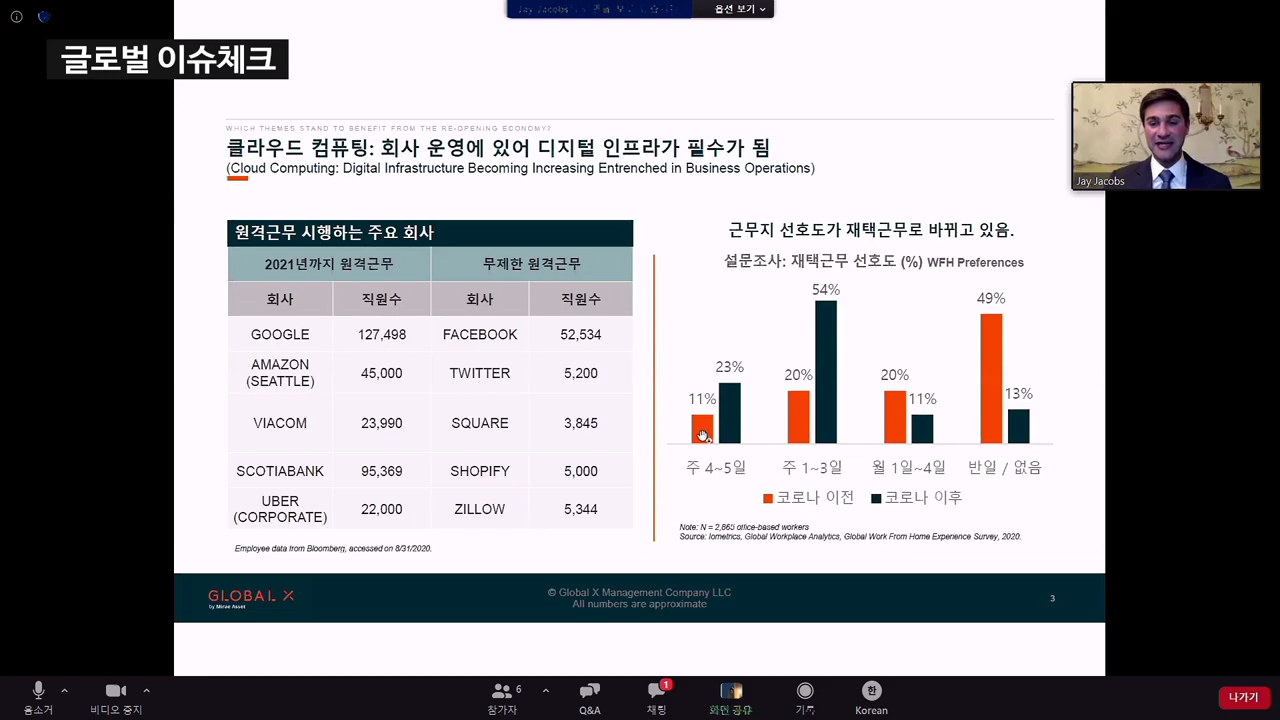 옵션 보기
글로벌 이슈체크
Jay Jacobs
WHICH THEMES STAND TO BENEFIT FROM THE RE-OPENING ECONOMY?
클라우드 컴퓨팅: 회사 운영에 있어 디지털 인프라가 필수가 됨
(Cloud Computing: Digital Infrastructure Becoming Increasing Entrenched in Business Operations)
원격근무 시행하는 주요 회사
2021년까지 원격근무 무제한 원격근무
회사 직원수 회사 직원수
GOOGLE 127,498 FACEBOOK 52,534
AMAZON (SEATTLE) 45,000 TWITTER 5,200
VIACOM 23,990 SQUARE 3,845
SCOTIABANK 95,369 SHOPIFY 5,000
UBER (CORPORATE) 22,000 ZILLOW 5,344
Employee data from Bloomberg, accessed on 8/31/2020.
근무지 선호도가 재택근무로 바뀌고 있음.
설문조사: 재택근무 선호도 (%) WFH Preferences
11% 23% 20% 54% 20% 11% 49% 13%
주 4~5일 주 1~3일 월 1일~4일 반일 / 없음
코로나 이전 코로나 이후
Note: N = 2,865 office-based workers
Source: Iometrics, Global Workplace Analytics, Global Work From Home Experience Survey, 2020.
GLOBAL X
by Mirae Asset
© Global X Management Company LLC
All numbers are approximate
3
음소거 비디오 중지 참가자 6 Q&A 채팅 1 화면 공유 기록 한 Korean 나가기